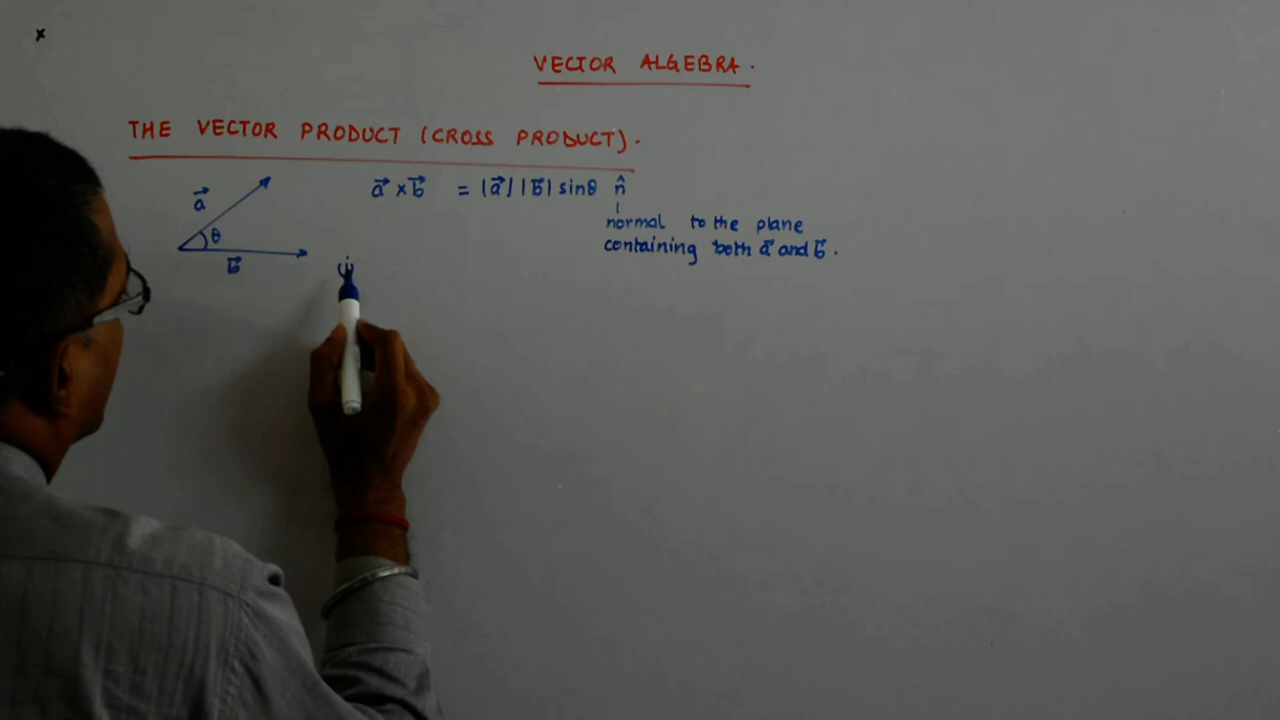 x
VECTOR ALGEBRA.
THE VECTOR PRODUCT (CROSS PRODUCT).
a⃗
θ
b⃗
a⃗ × b⃗ = |a⃗| |b⃗| sinθ n̂
normal to the plane
containing both a⃗ and b⃗.
(i